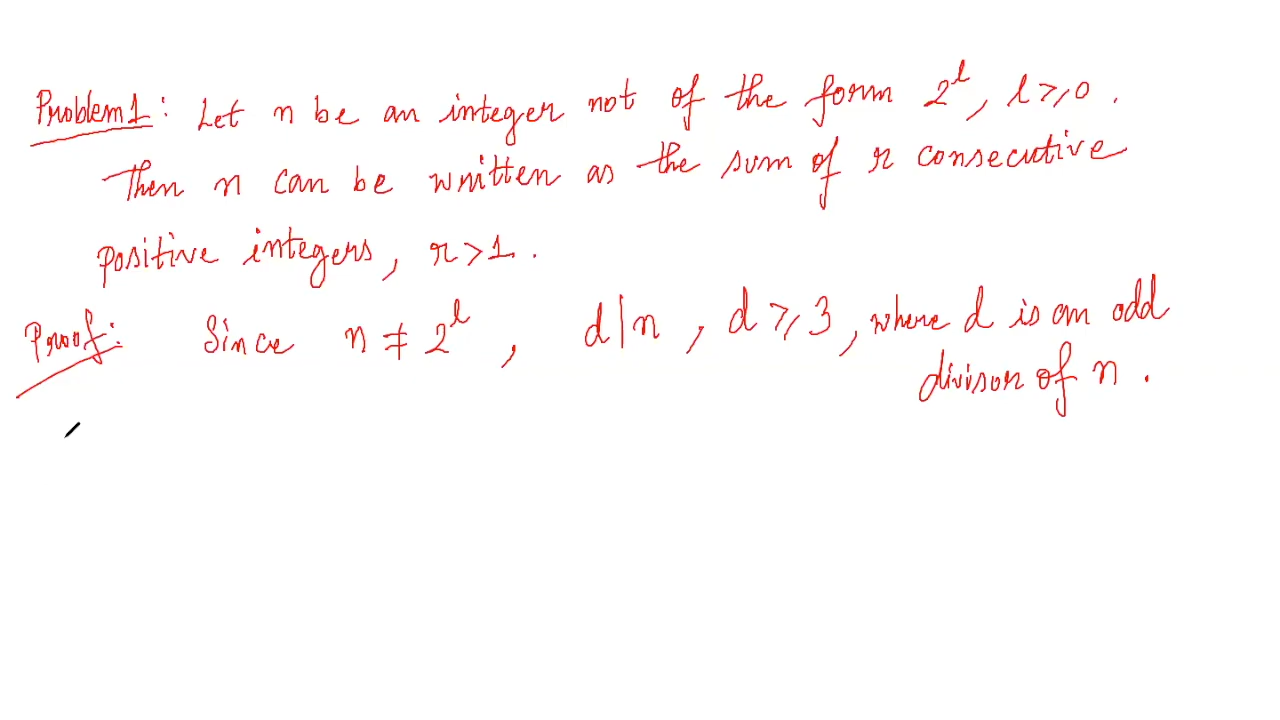 Problem 1: Let n be an integer not of the form 2^l, l ⩾ 0.
Then n can be written as the sum of r consecutive
positive integers, r > 1.
Proof: Since n ≠ 2^l, d|n, d ⩾ 3, where d is an odd
divisor of n.